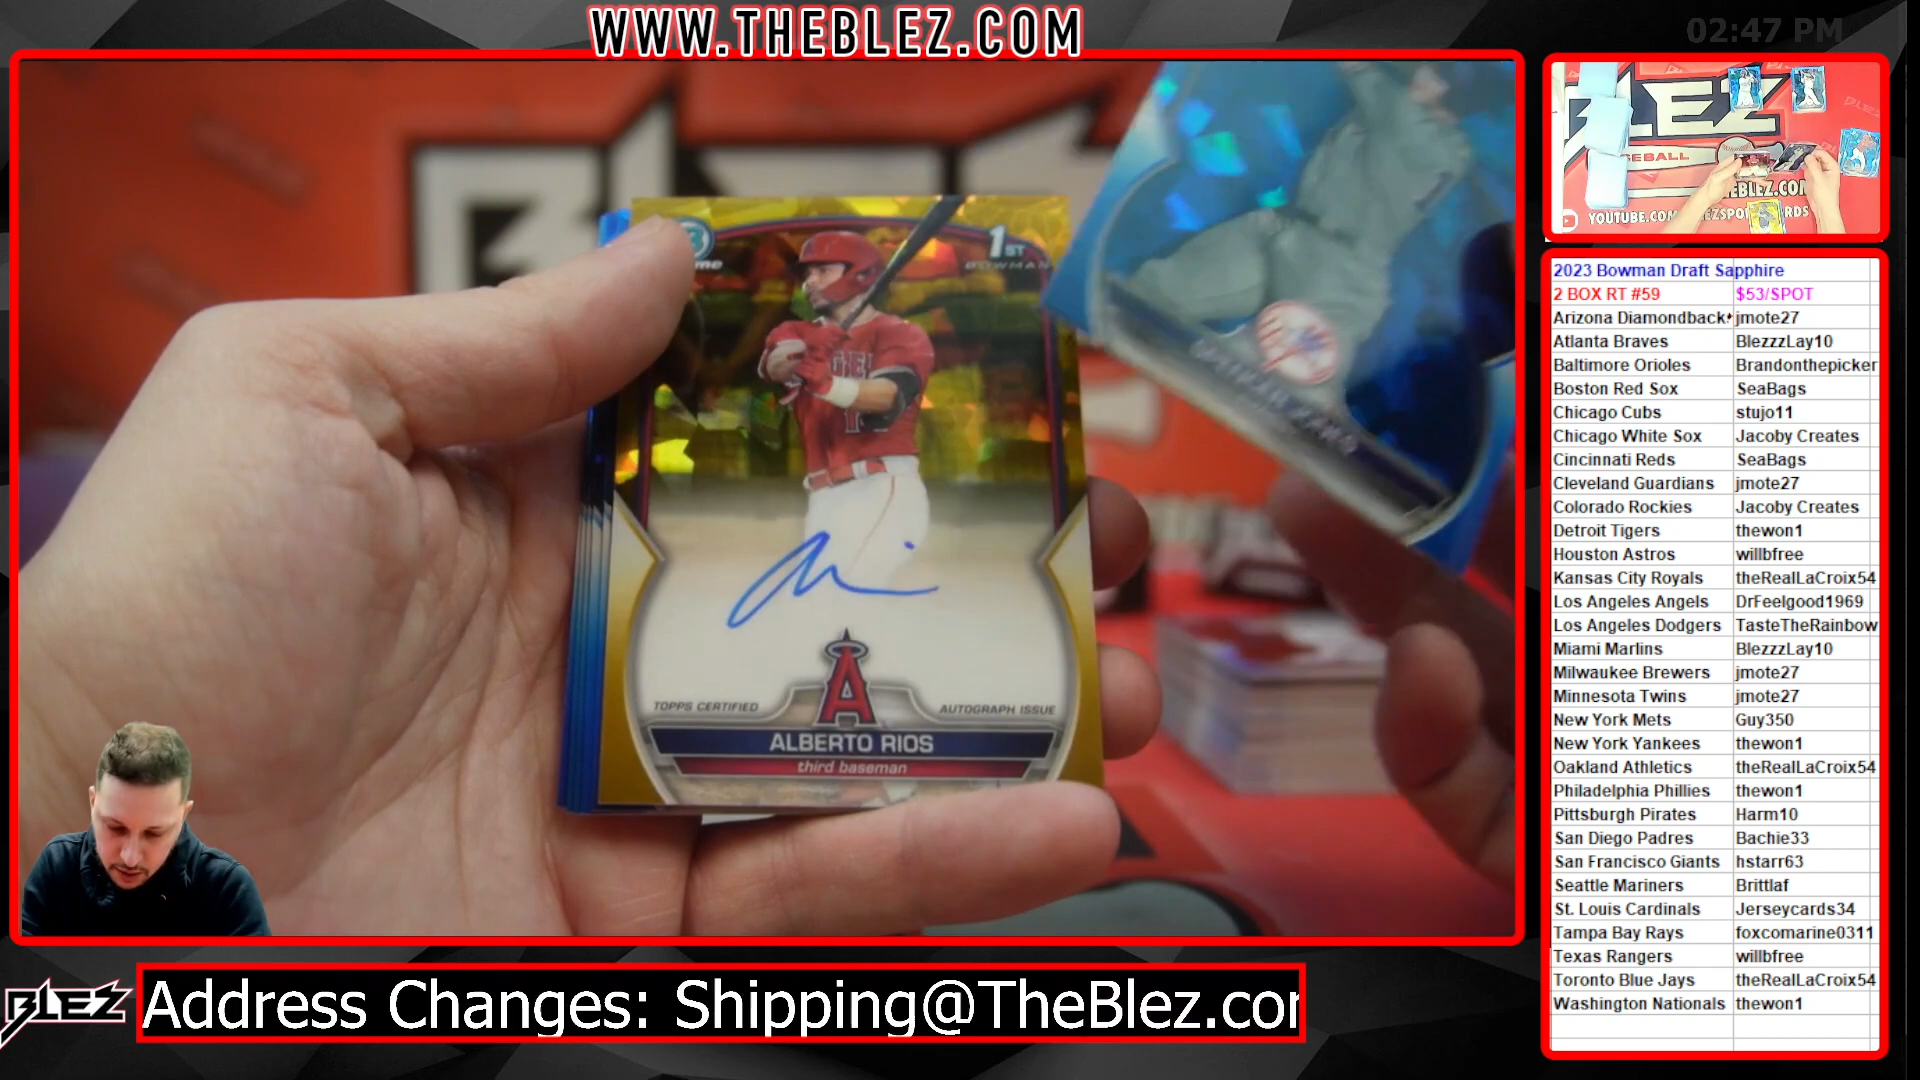 WWW.THEBLEZ.COM
02:47 PM
1ST
BOWMAN
TOPPS CERTIFIED
AUTOGRAPH ISSUE
ALBERTO RIOS
third baseman
BLEZ
BASEBALL
YOUTUBE.COM
2023 Bowman Draft Sapphire
2 BOX RT #59 $53/SPOT
Arizona Diamondback jmote27
Atlanta Braves BlezzzLay10
Baltimore Orioles Brandonthepicker
Boston Red Sox SeaBags
Chicago Cubs stujo11
Chicago White Sox Jacoby Creates
Cincinnati Reds SeaBags
Cleveland Guardians jmote27
Colorado Rockies Jacoby Creates
Detroit Tigers thewon1
Houston Astros willbfree
Kansas City Royals theRealLaCroix54
Los Angeles Angels DrFeelgood1969
Los Angeles Dodgers TasteTheRainbow
Miami Marlins BlezzzLay10
Milwaukee Brewers jmote27
Minnesota Twins jmote27
New York Mets Guy350
New York Yankees thewon1
Oakland Athletics theRealLaCroix54
Philadelphia Phillies thewon1
Pittsburgh Pirates Harm10
San Diego Padres Bachie33
San Francisco Giants hstarr63
Seattle Mariners Brittlaf
St. Louis Cardinals Jerseycards34
Tampa Bay Rays foxcomarine0311
Texas Rangers willbfree
Toronto Blue Jays theRealLaCroix54
Washington Nationals thewon1
BLEZ
Address Changes: Shipping@TheBlez.com